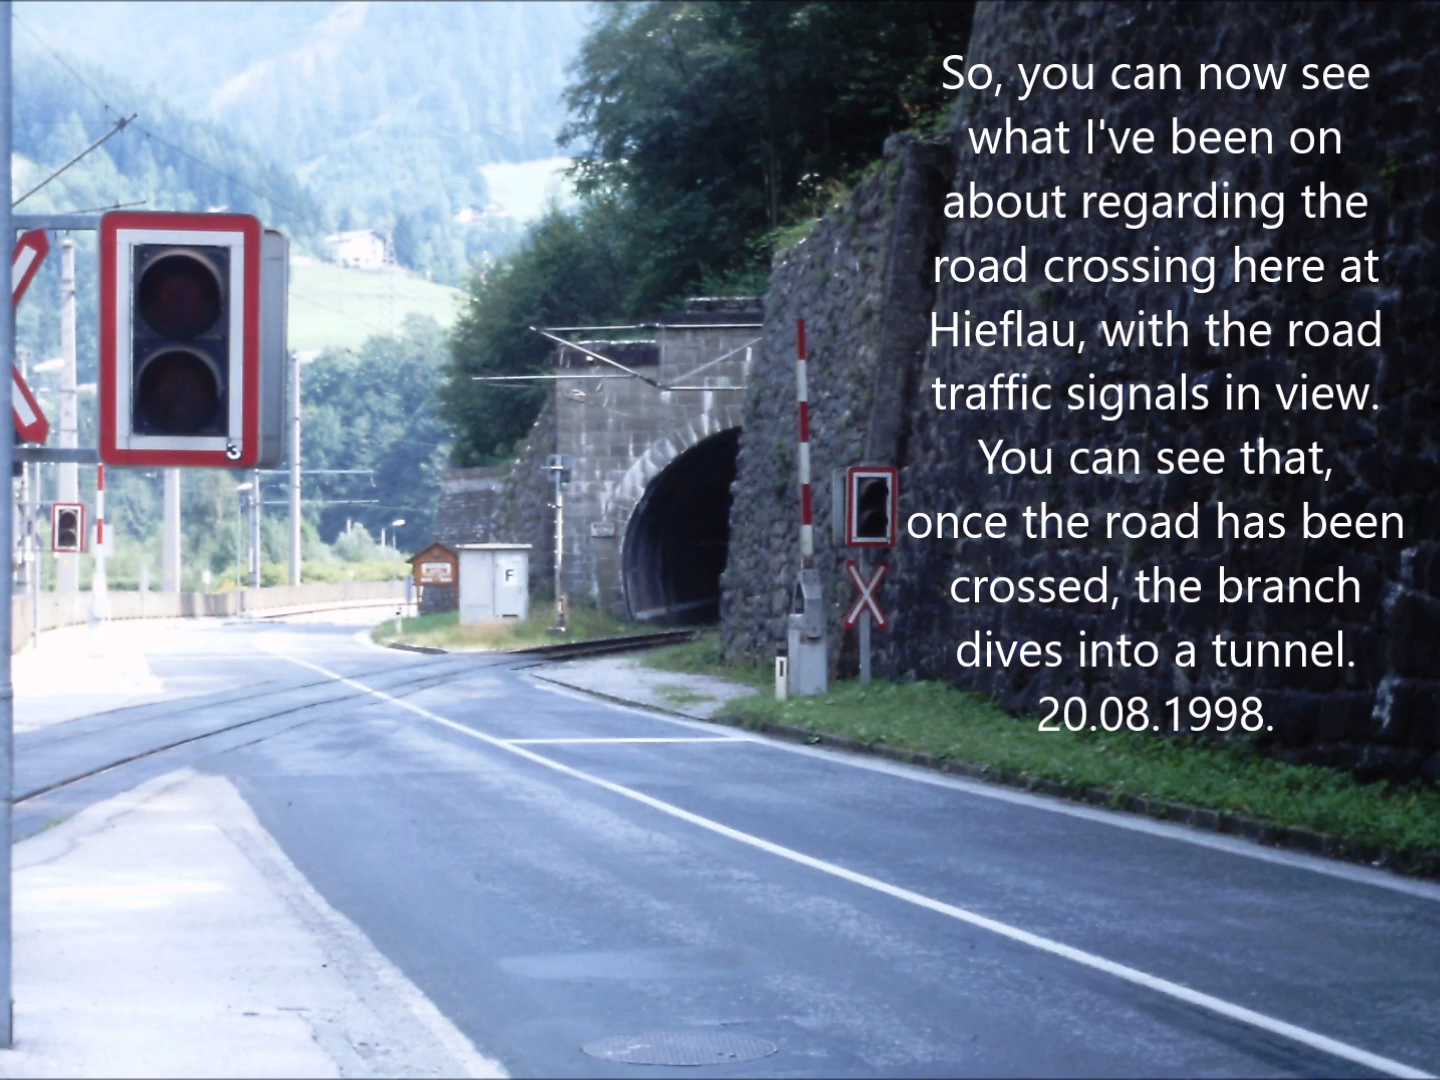 So, you can now see
what I've been on
about regarding the
road crossing here at
Hieflau, with the road
traffic signals in view.
You can see that,
once the road has been
crossed, the branch
dives into a tunnel.
20.08.1998.
3
F